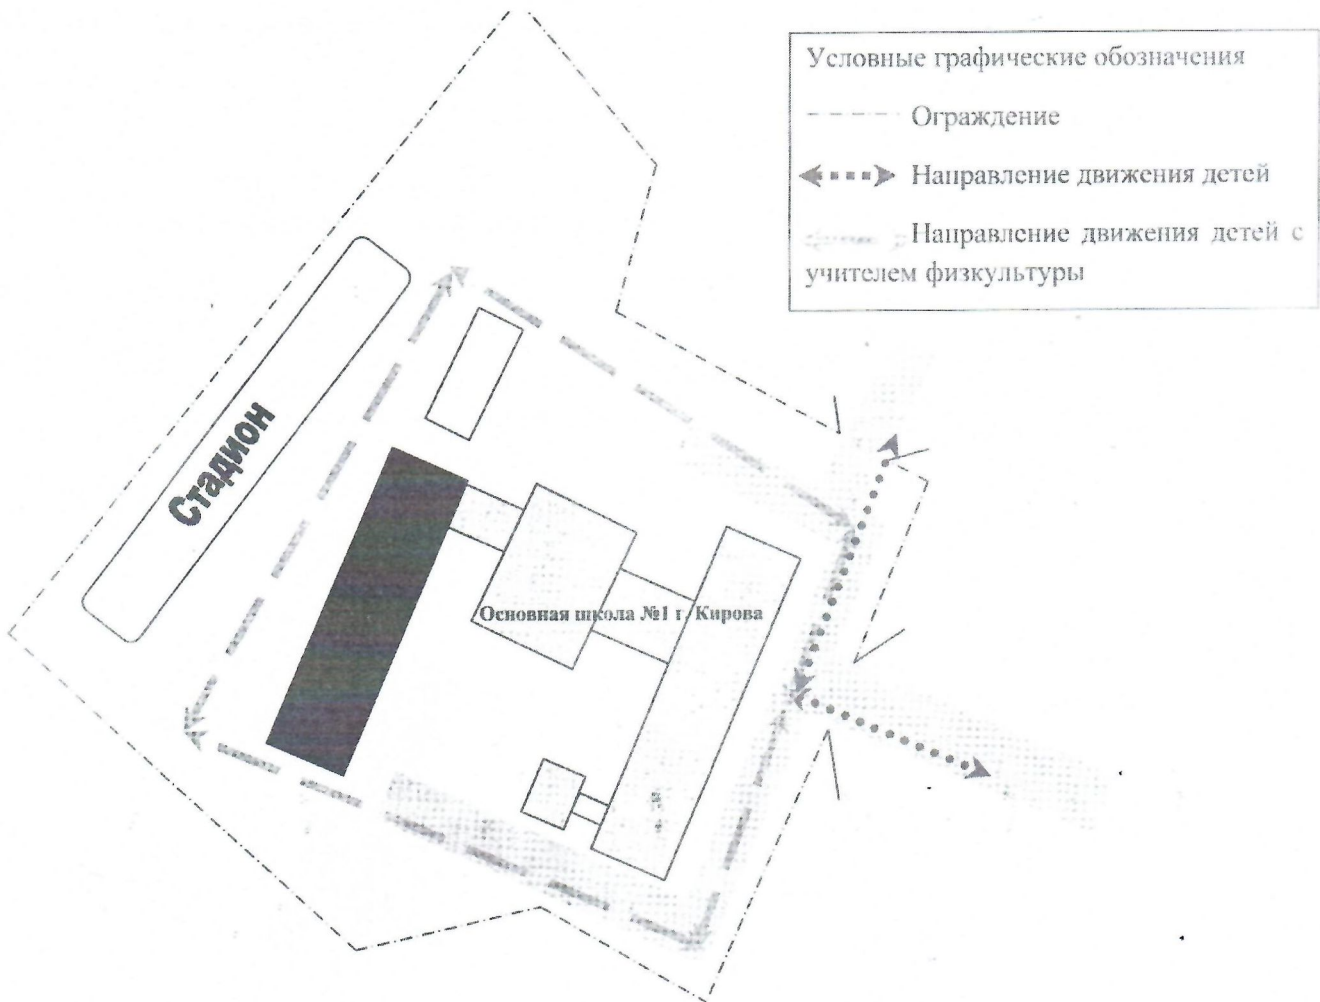 Условные графические обозначения
Ограждение
Направление движения детей
Направление движения детей с
учителем физкультуры
Стадион
Основная школа №1 г. Кирова